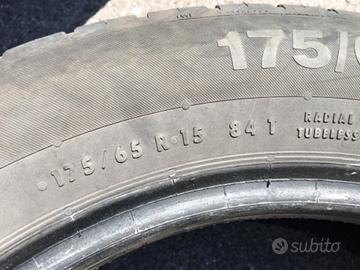 175/6
·175/65 R·15 84 T
RADIAL
TUBELESS
subito